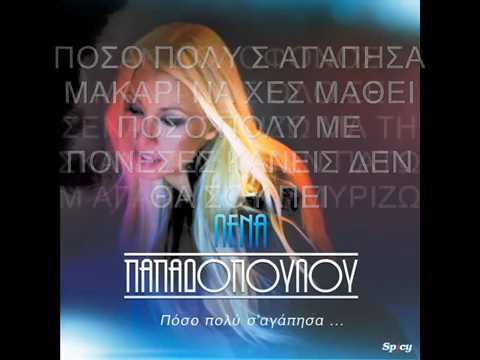 ΠΟΣΟ ΠΟΛΥ Σ ΑΓΑΠΗΣΑ
ΜΑΚΑΡΙ ΝΑ ΧΕΣ ΜΑΘΕΙ
ΠΟΣΟ ΠΟΛΥ ΜΕ
ΠΟΝΕΣΕΣ ΚΑΝΕΙΣ ΔΕΝ
ΘΑ ΣΟΥ ΠΕΙ
ΛΕΝΑ
ΠΑΠΑΔΟΠΟΥΛΟΥ
Πόσο πολύ σ'αγάπησα ...
Spicy